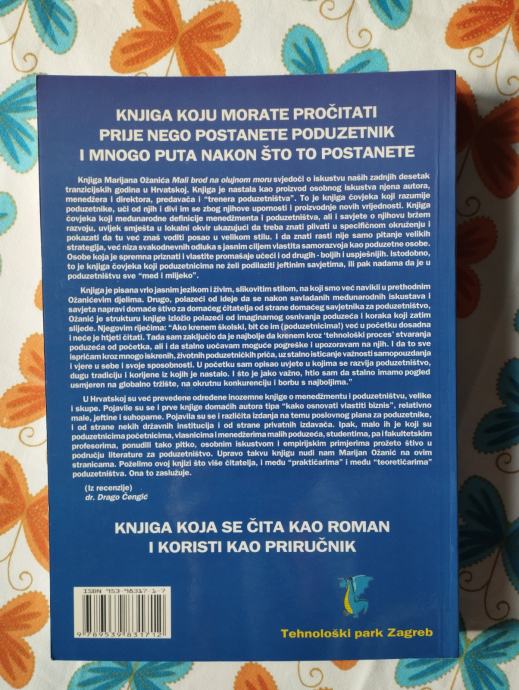 KNJIGA KOJU MORATE PROČITATI
PRIJE NEGO POSTANETE PODUZETNIK
I MNOGO PUTA NAKON ŠTO TO POSTANETE
Knjiga Marijana Ožanića Mali brod na olujnom moru svjedoči o iskustvu naših zadnjih desetak
tranzicijskih godina u Hrvatskoj. Knjiga je nastala kao proizvod osobnog iskustva njena autora,
menedžera i direktora, predavača i "trenera poduzetništva". To je knjiga čovjeka koji razumije
poduzetnike, uči od njih i divi im se zbog njihove upornosti i proizvodnje novih vrijednosti. Knjiga
čovjeka koji međunarodne definicije menedžmenta i poduzetništva, ali i savjete o njihovu bržem
razvoju, uvijek smješta u lokalni okvir ukazujući da treba znati plivati u specifičnom okruženju i
pokazati da tu već znaš voditi posao u velikom stilu. I da znati rasti nije samo pitanje velikih
strategija, već niza svakodnevnih odluka s jasnim ciljem vlastita samorazvoja kao poduzetne osobe.
Osobe koja je spremna priznati i vlastite promašaje učeći i od drugih - boljih i uspješnijih. Istodobno,
to je knjiga čovjeka koji poduzetnicima ne želi podilaziti jeftinim savjetima, ili pak nadama da je u
poduzetništvu sve "med i mlijeko".
Knjiga je pisana vrlo jasnim jezikom i živim, slikovitim stilom, na koji smo već navikli u prethodnim
Ožanićevim djelima. Drugo, polazeći od ideje da se nakon savladanih međunarodnih iskustava i
savjeta napravi domaće štivo za domaćeg čitatelja od strane domaćeg savjetnika za poduzetništvo,
Ožanić je strukturu knjige izložio polazeći od imaginarnog osnivanja poduzeća i koraka koji zatim
slijede. Njegovim riječima: "Ako krenem školski, bit će im (poduzetnicima!) već u početku dosadna
i neće je htjeti čitati. Tada sam zaključio da je najbolje da krenem kroz 'tehnološki proces' stvaranja
poduzeća od početka, ali i da stalno uočavam moguće pogreške i upozoravam na njih. I da to sve
ispričam kroz mnogo iskrenih, životnih poduzetničkih priča, uz stalno isticanje važnosti samopouzdanja
i vjere u sebe i svoje sposobnosti. U početku sam opisao uvjete u kojima se razvija poduzetništvo,
dugu tradiciju i korijene iz kojih je nastalo. I što je jako važno, htio sam da stalno imamo pogled
usmjeren na globalno tržište, na okrutnu konkurenciju i borbu s najboljima."
U Hrvatskoj su već prevedene određene inozemne knjige o menedžmentu i poduzetništvu, velike
i skupe. Pojavile su se i prve knjige domaćih autora tipa "kako osnovati vlastiti biznis", relativno
male, jeftine i suhoparne. Pojavila su se i različita izdanja na temu poslovnog plana za poduzetnike,
i od strane nekih državnih institucija i od strane privatnih izdavača. Ipak, malo ih je koji su
poduzetnicima početnicima, vlasnicima i menedžerima malih poduzeća, studentima, pa i fakultetskim
profesorima, ponudili tako pitko, osobnim iskustvom i empirijskim primjerima prožeto štivo u
području literature za poduzetništvo. Upravo takvu knjigu nudi nam Marijan Ožanić na ovim
stranicama. Poželimo ovoj knjizi što više čitatelja, i među "praktičarima" i među "teoretičarima"
poduzetništva. Ona to zaslužuje.
(Iz recenzije)
dr. Drago Čengić
KNJIGA KOJA SE ČITA KAO ROMAN
I KORISTI KAO PRIRUČNIK
ISBN 953-98317-1-7
9 789539 831712
Tehnološki park Zagreb